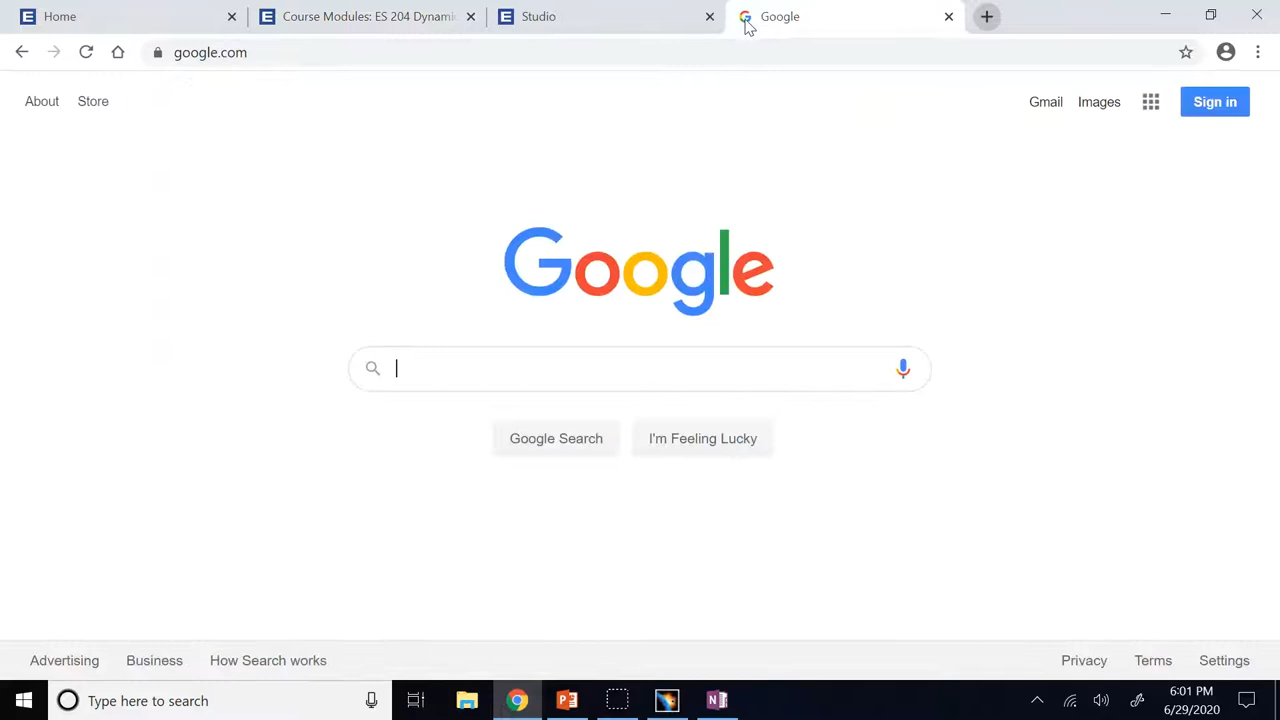 Home
Course Modules: ES 204 Dynami
Studio
Google
google.com
About Store
Gmail Images Sign in
Google
Google Search I'm Feeling Lucky
Advertising Business How Search works
Privacy Terms Settings
Type here to search
6:01 PM
6/29/2020